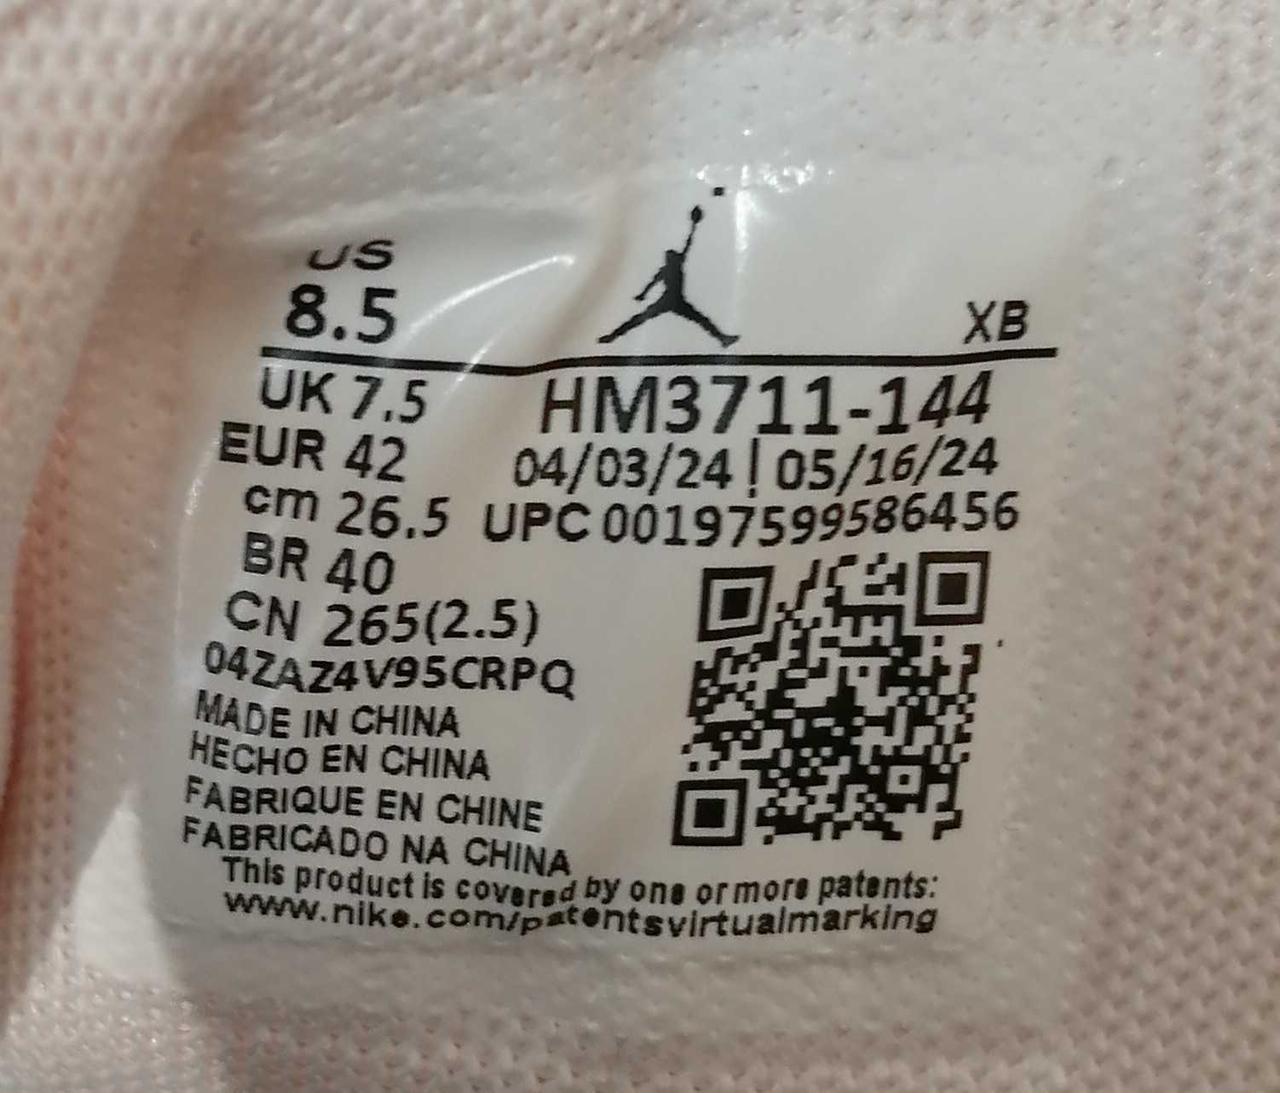 US
8.5
XB
UK 7.5
HM3711-144
EUR 42
04/03/24 | 05/16/24
cm 26.5
UPC 00197599586456
BR 40
CN 265(2.5)
04ZAZ4V95CRPQ
MADE IN CHINA
HECHO EN CHINA
FABRIQUE EN CHINE
FABRICADO NA CHINA
This product is covered by one or more patents:
www.nike.com/patentsvirtualmarking